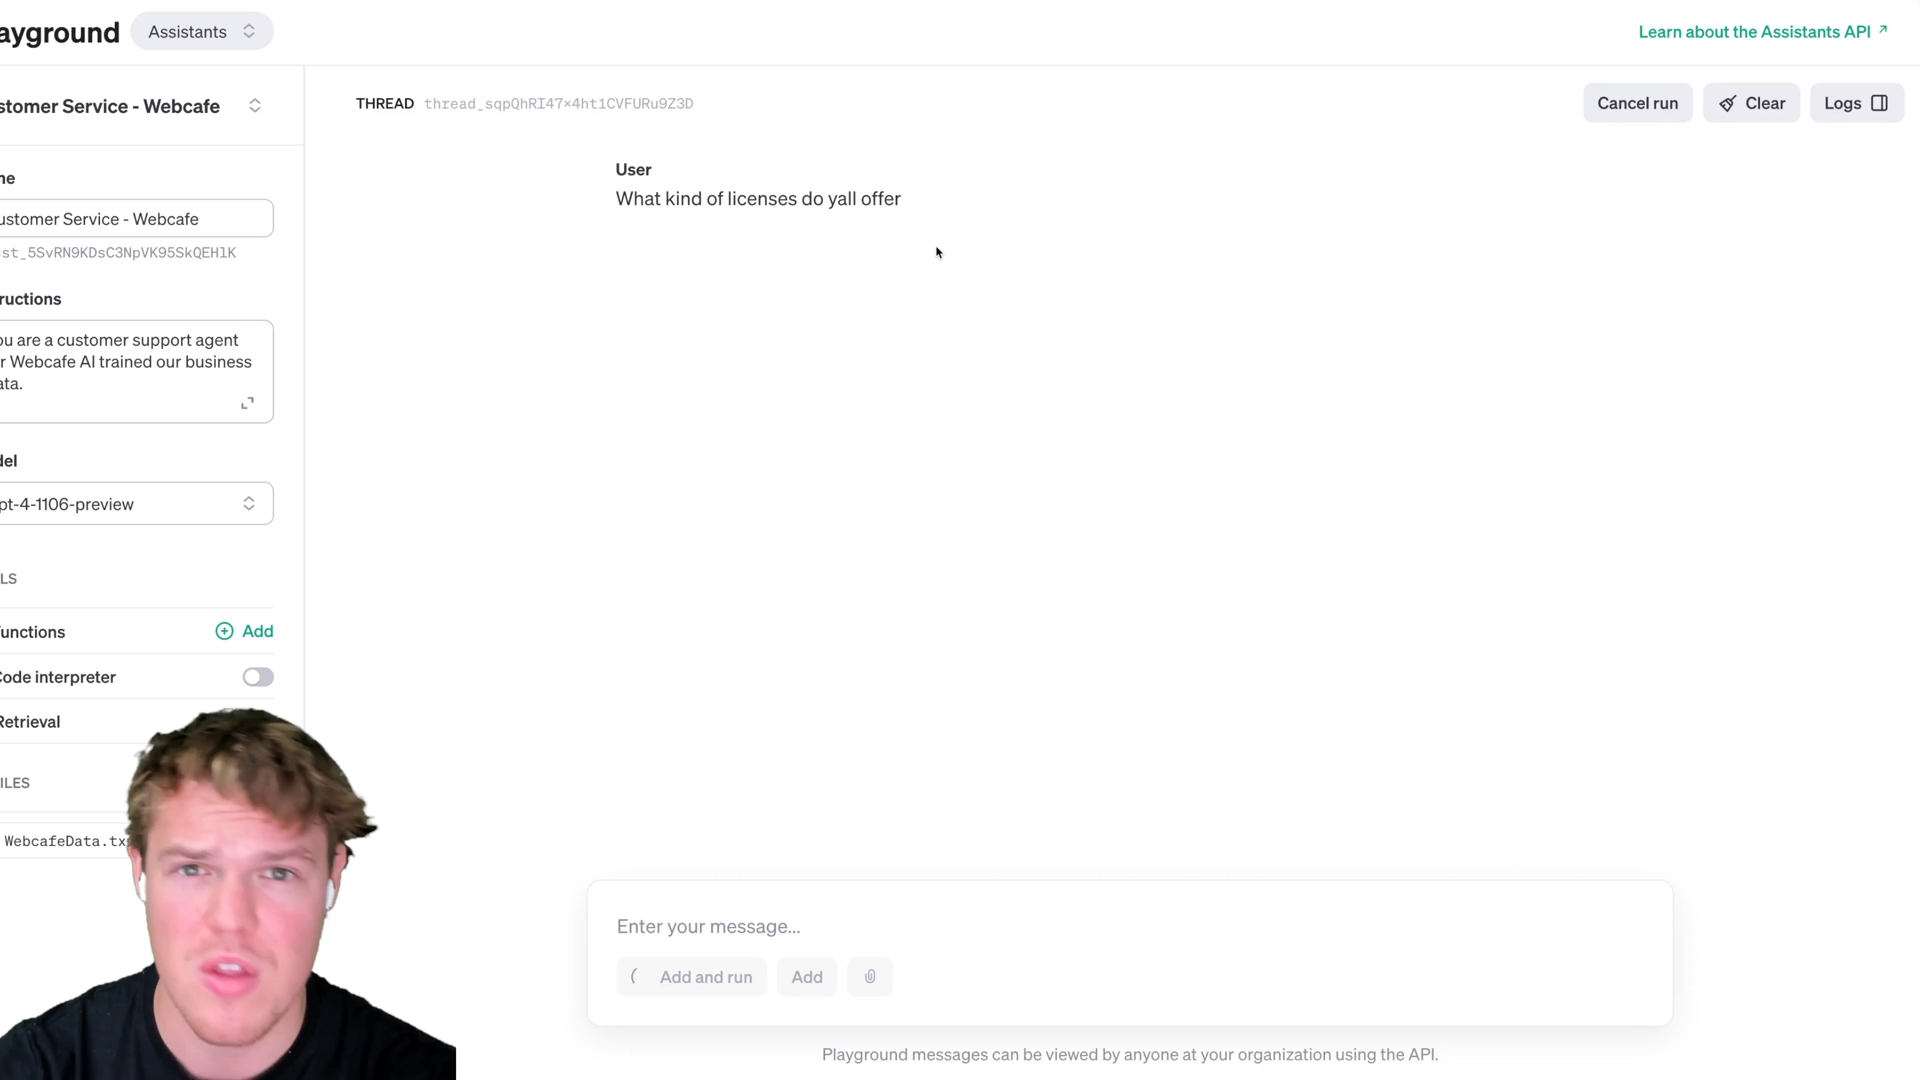 ayground
Assistants
Learn about the Assistants API
stomer Service - Webcafe
THREAD thread_sqpQhRI47x4ht1CVFURu9Z3D
Cancel run
Clear
Logs
User
What kind of licenses do yall offer
me
ustomer Service - Webcafe
st_5SvRN9KDsC3NpVK95SkQEHlK
ructions
ou are a customer support agent
r Webcafe AI trained our business
ata.
del
pt-4-1106-preview
LS
unctions
Add
Code interpreter
Retrieval
ILES
WebcafeData.tx
Enter your message...
Add and run
Add
Playground messages can be viewed by anyone at your organization using the API.